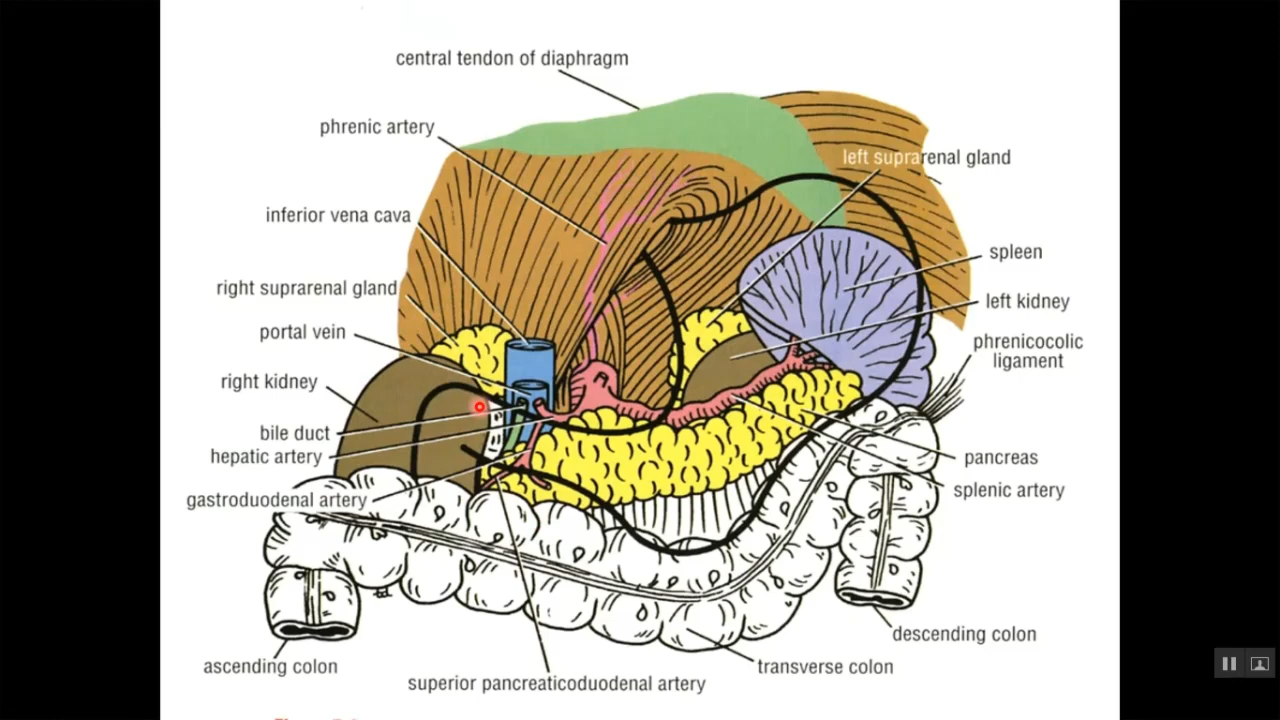 central tendon of diaphragm
phrenic artery
left suprarenal gland
inferior vena cava
spleen
right suprarenal gland
left kidney
portal vein
phrenicocolic
ligament
right kidney
bile duct
hepatic artery
pancreas
gastroduodenal artery
splenic artery
descending colon
ascending colon
transverse colon
superior pancreaticoduodenal artery